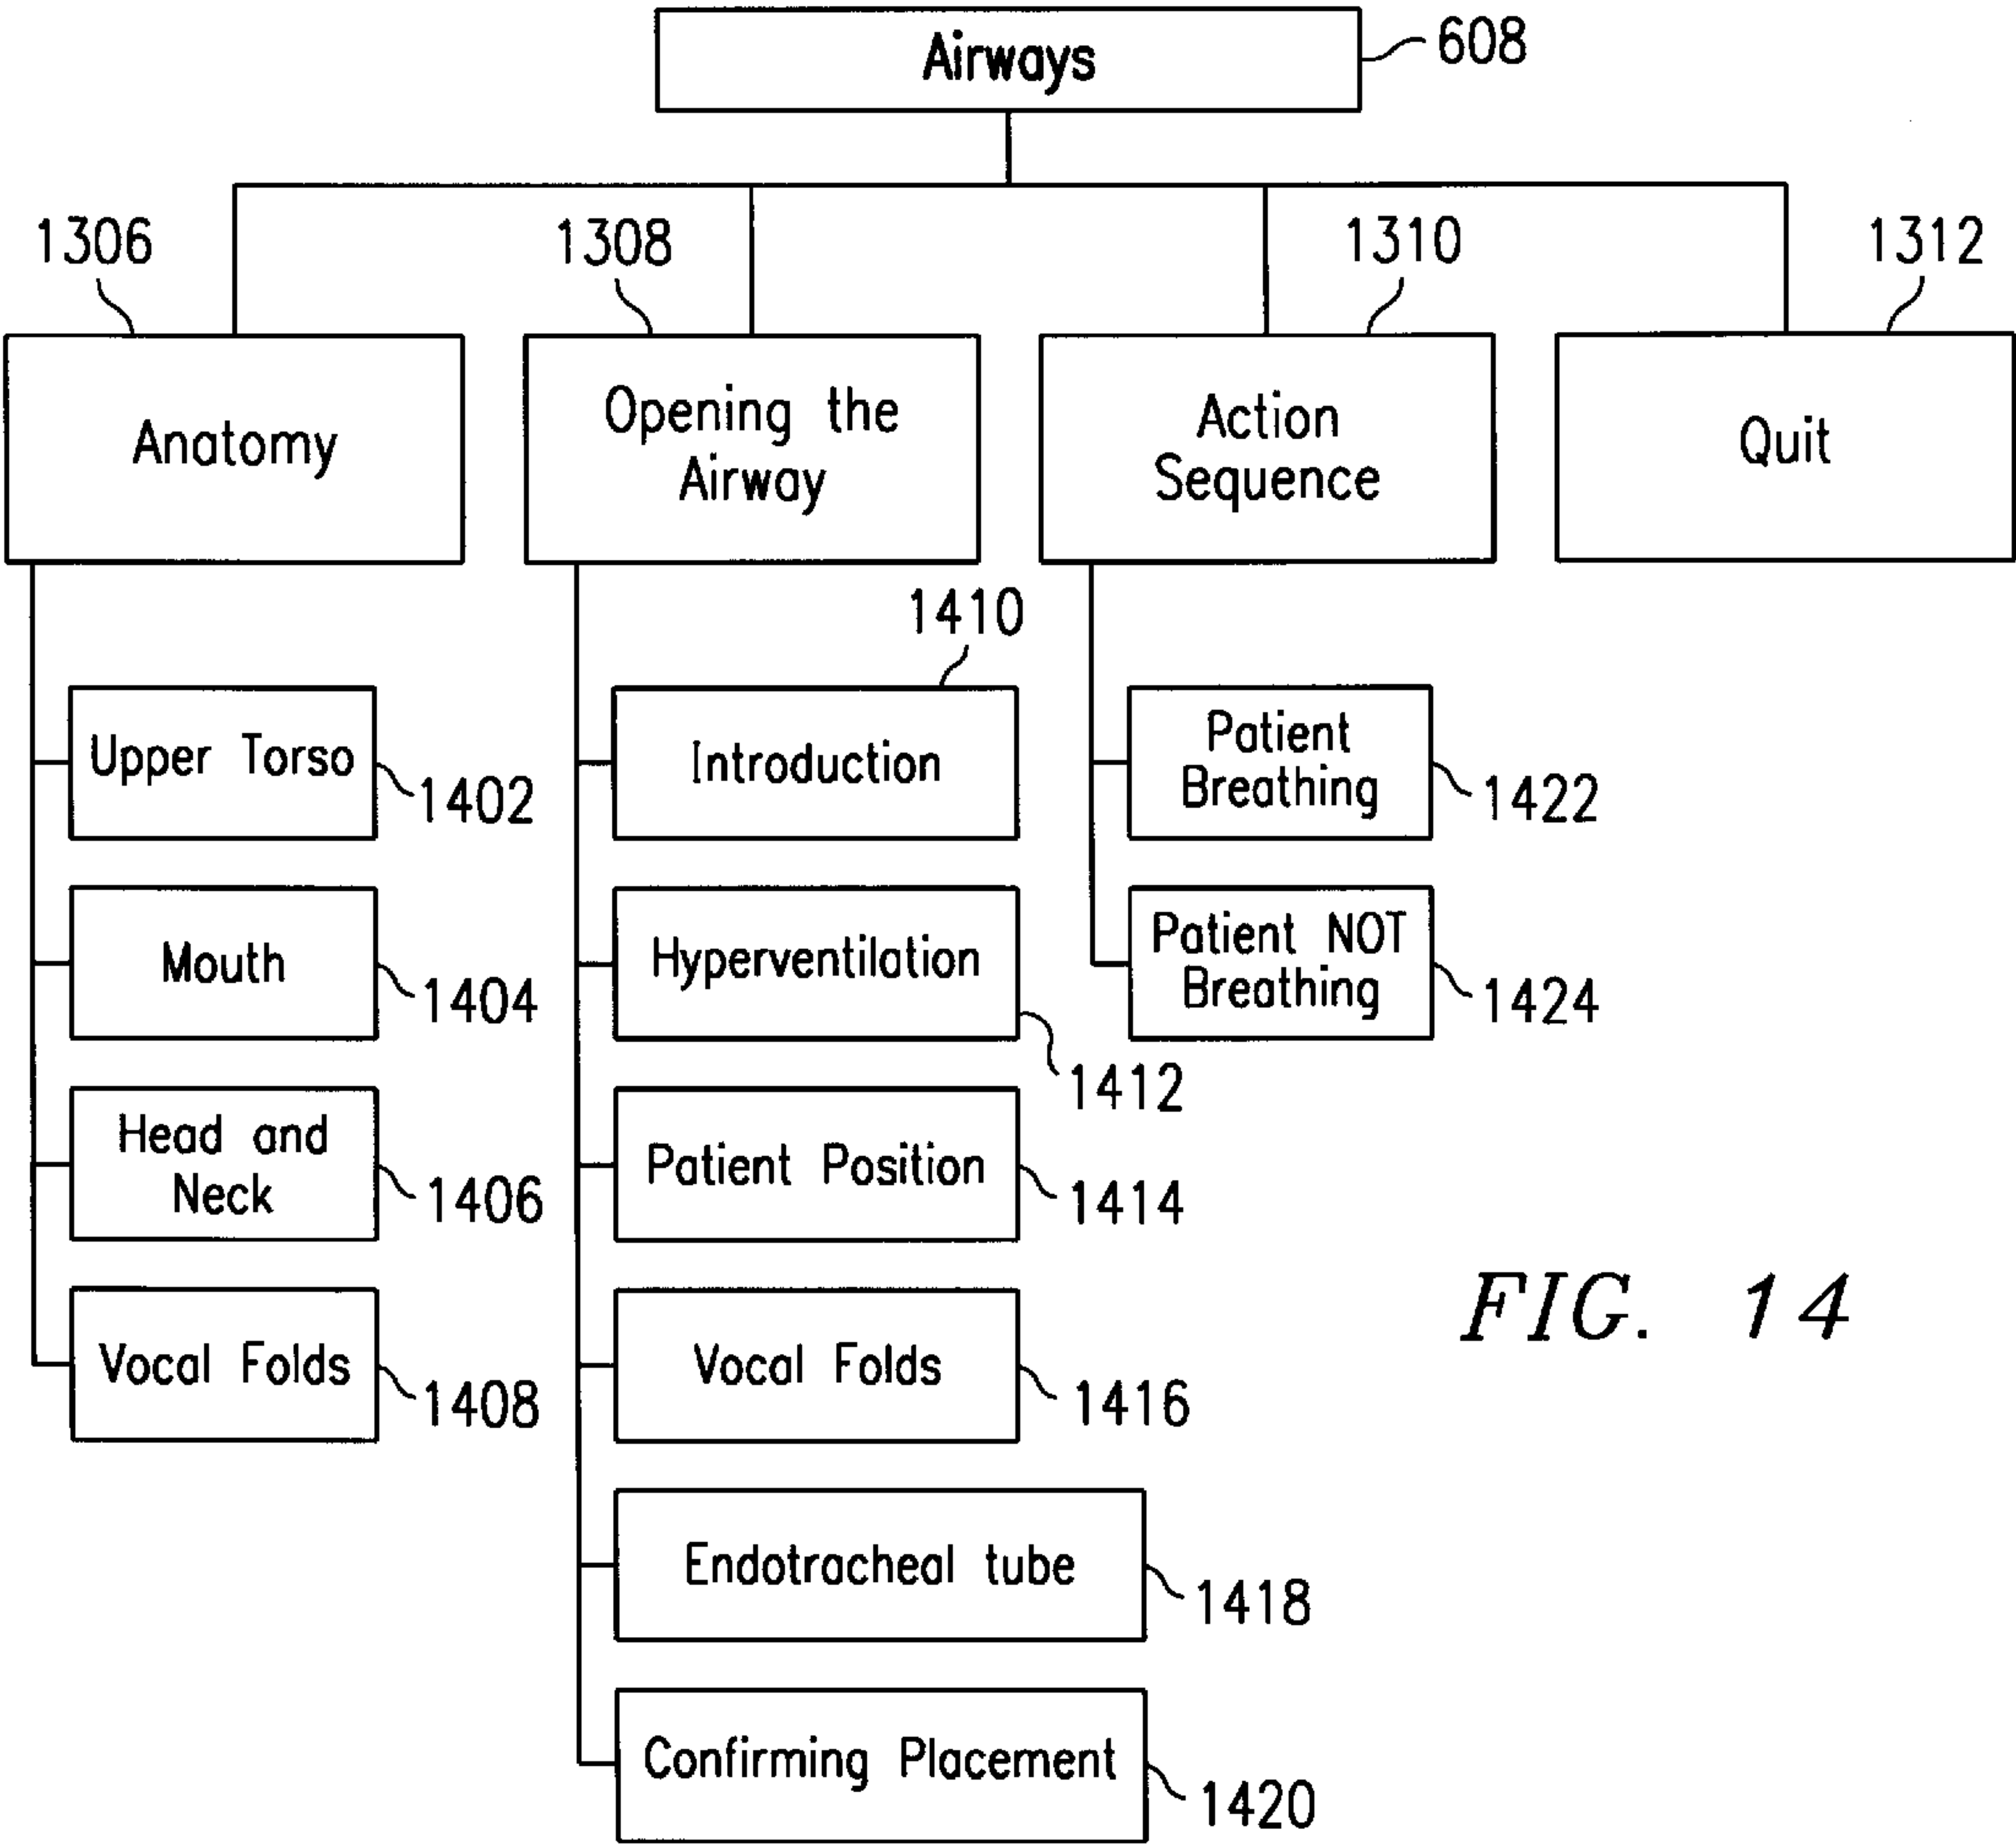 Airways
608
1306
1308
1310
1312
Anatomy
Opening the
Airway
Action
Sequence
Quit
1410
Upper Torso
1402
Introduction
Patient
Breathing
1422
Mouth
1404
Hyperventilation
1412
Patient NOT
Breathing
1424
Head and
Neck
1406
Patient Position
1414
Vocal Folds
1408
Vocal Folds
1416
FIG. 14
Endotracheal tube
1418
Confirming Placement
1420